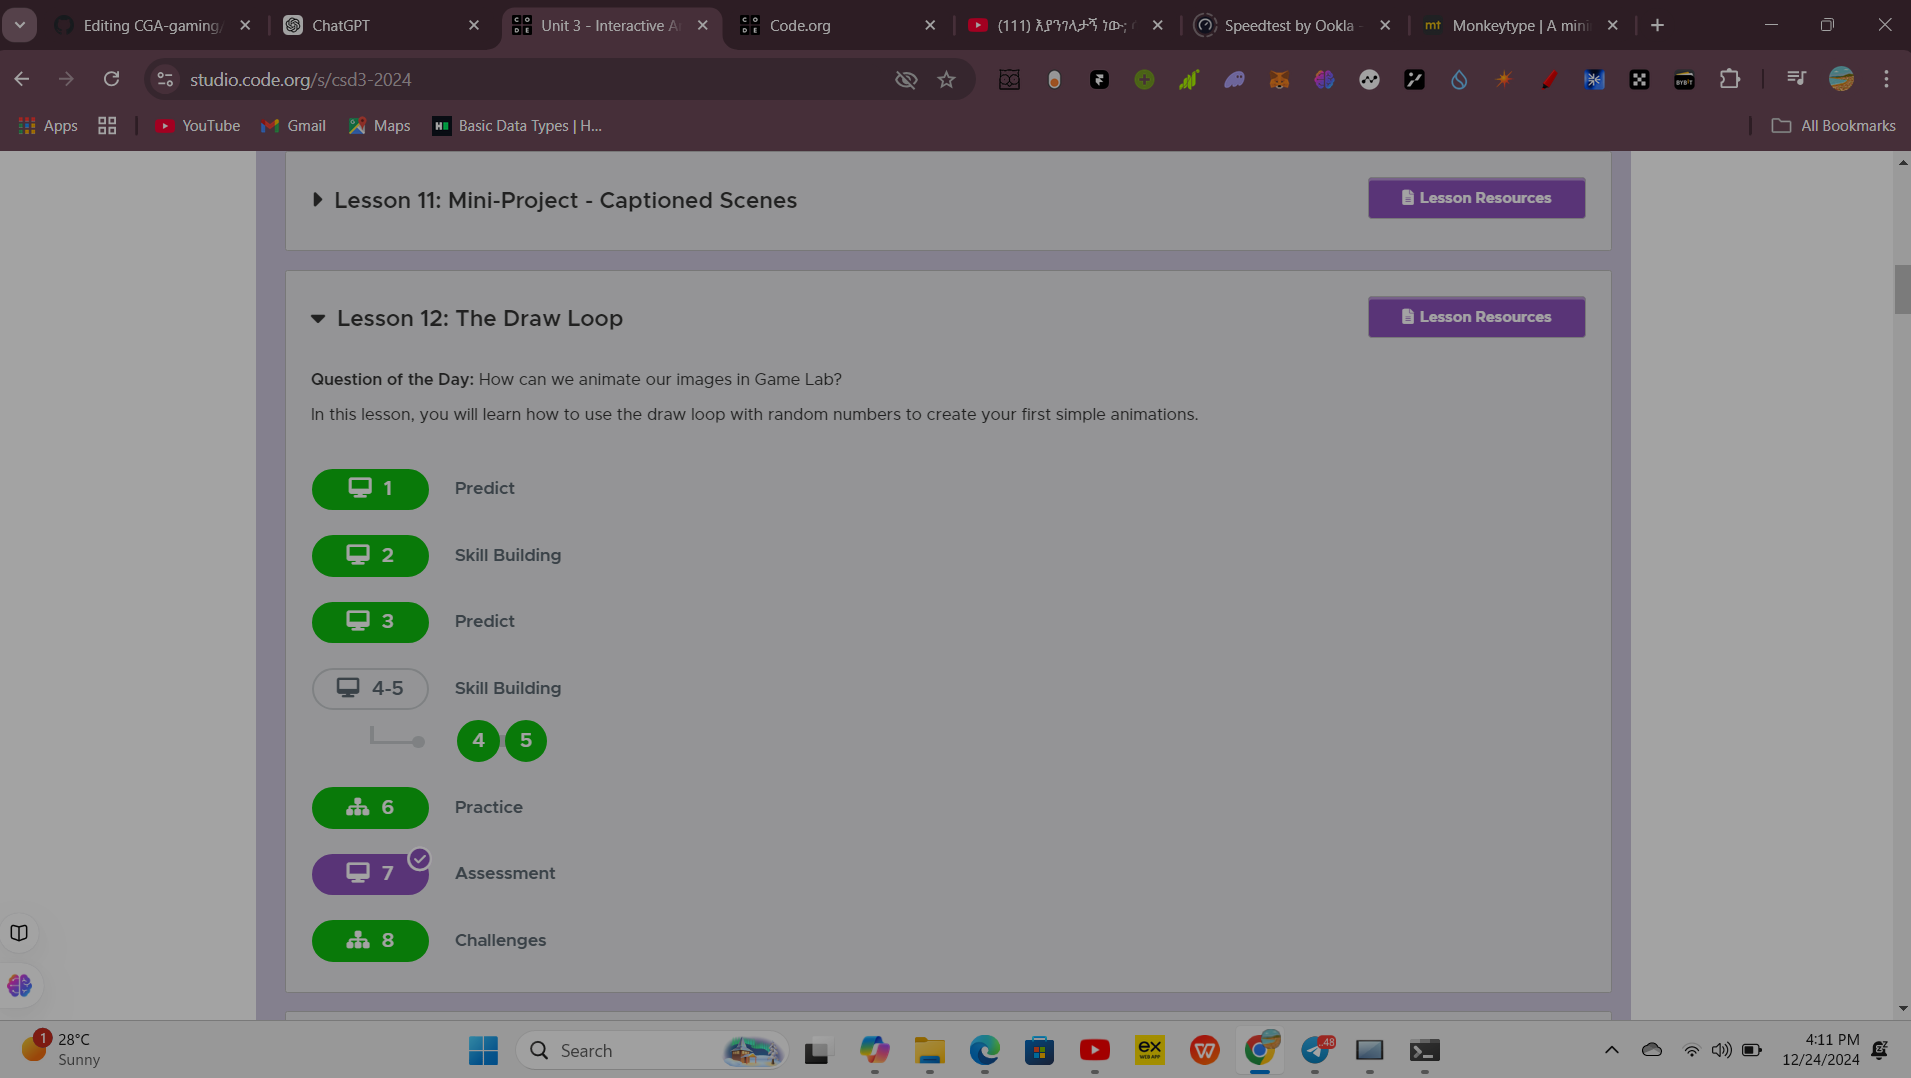 Editing CGA-gaming/
ChatGPT
Unit 3 - Interactive A
Code.org
(111) እያንገላታኝ ነው;
Speedtest by Ookla -
Monkeytype | A mini
studio.code.org/s/csd3-2024
Apps
YouTube
Gmail
Maps
Basic Data Types | H...
All Bookmarks
Lesson 11: Mini-Project - Captioned Scenes
Lesson Resources
Lesson 12: The Draw Loop
Lesson Resources
Question of the Day: How can we animate our images in Game Lab?
In this lesson, you will learn how to use the draw loop with random numbers to create your first simple animations.
1 Predict
2 Skill Building
3 Predict
4-5 Skill Building
4 5
6 Practice
7 Assessment
8 Challenges
1
28°C
Sunny
Search
ex
WEB APP
.48
4:11 PM
12/24/2024